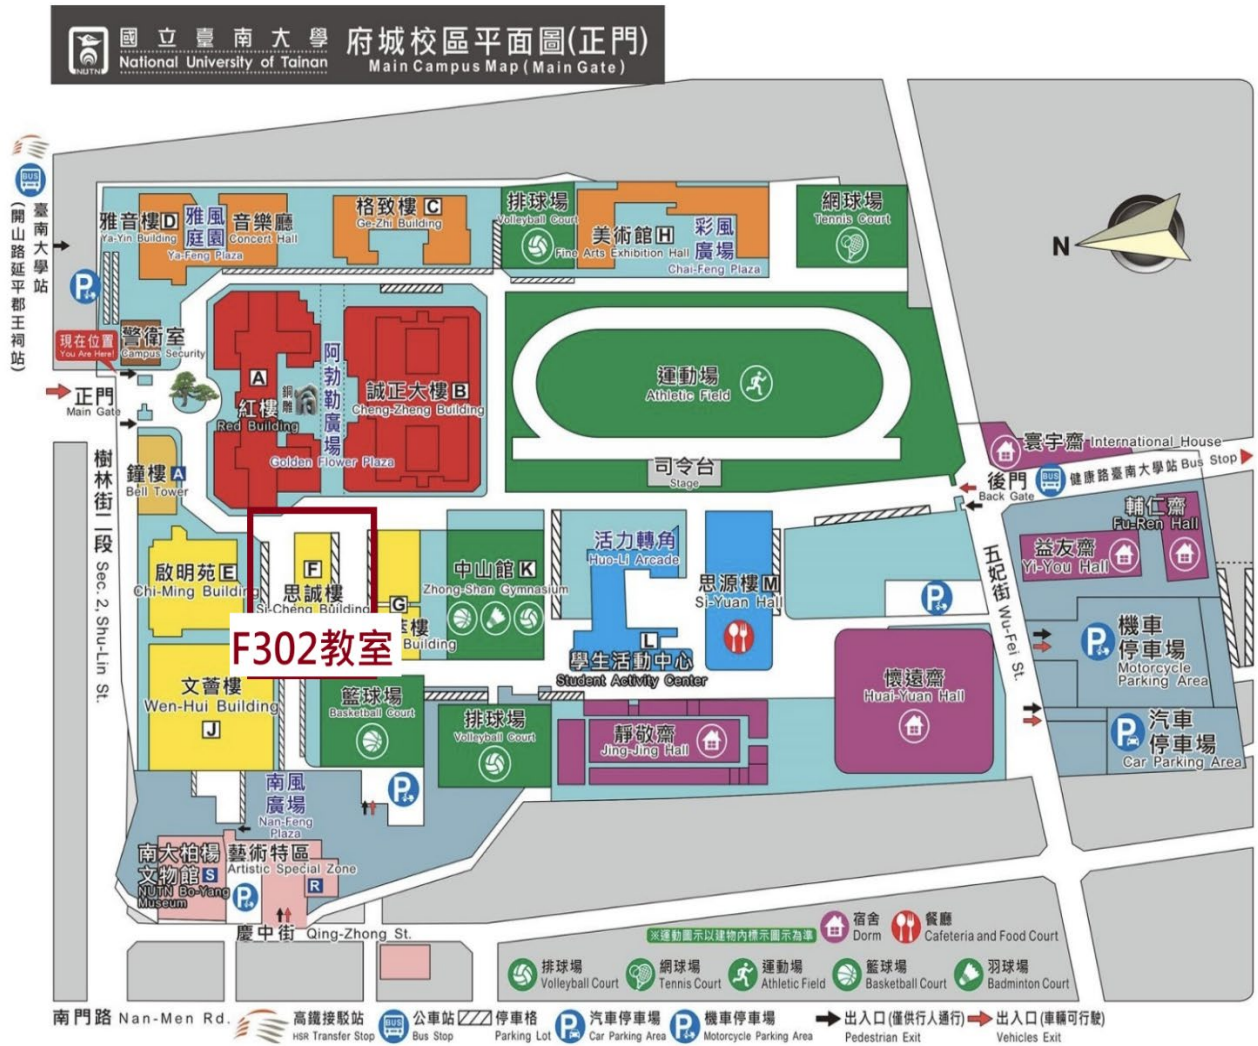 國立臺南大學
National University of Tainan
NUTN
府城校區平面圖(正門)
Main Campus Map (Main Gate)
BUS
臺南大學站
(開山路延平郡王祠站)
雅音樓 D
Ya-Yin Building
雅風庭園
Ya-Feng Plaza
音樂廳
Concert Hall
格致樓 C
Ge-Zhi Building
排球場
Volleyball Court
美術館 H
Fine Arts Exhibition Hall
彩風廣場
Chai-Feng Plaza
網球場
Tennis Court
N
P
警衛室
Campus Security
現在位置
You Are Here!
正門
Main Gate
A
紅樓
Red Building
銅雕
阿勃勒廣場
Golden Flower Plaza
誠正大樓 B
Cheng-Zheng Building
運動場
Athletic Field
司令台
Stage
寰宇齋 International House
後門
Back Gate
BUS
健康路臺南大學站 Bus Stop
鐘樓 A
Bell Tower
樹林街二段 Sec. 2, Shu-Lin St.
啟明苑 E
Chi-Ming Building
F
思誠樓
Si-Cheng Building
F302教室
G
樓
Building
中山館 K
Zhong-Shan Gymnasium
活力轉角
Huo-Li Arcade
L
學生活動中心
Student Activity Center
思源樓 M
Si-Yuan Hall
P
五妃街 Wu-Fei St.
輔仁齋
Fu-Ren Hall
益友齋
Yi-You Hall
P
機車停車場
Motorcycle Parking Area
P
汽車停車場
Car Parking Area
文薈樓
Wen-Hui Building
J
籃球場
Basketball Court
排球場
Volleyball Court
靜敬齋
Jing-Jing Hall
懷遠齋
Huai-Yuan Hall
P
南風廣場
Nan-Feng Plaza
南大柏楊文物館 S
NUTN Bo-Yang Museum
藝術特區
Artistic Special Zone
R
P
慶中街 Qing-Zhong St.
※運動圖示以建物內標示圖示為準
宿舍
Dorm
餐廳
Cafeteria and Food Court
排球場
Volleyball Court
網球場
Tennis Court
運動場
Athletic Field
籃球場
Basketball Court
羽球場
Badminton Court
南門路 Nan-Men Rd.
高鐵接駁站
HSR Transfer Stop
BUS
公車站
Bus Stop
停車格
Parking Lot
P
汽車停車場
Car Parking Area
P
機車停車場
Motorcycle Parking Area
出入口(僅供行人通行)
Pedestrian Exit
出入口(車輛可行駛)
Vehicles Exit